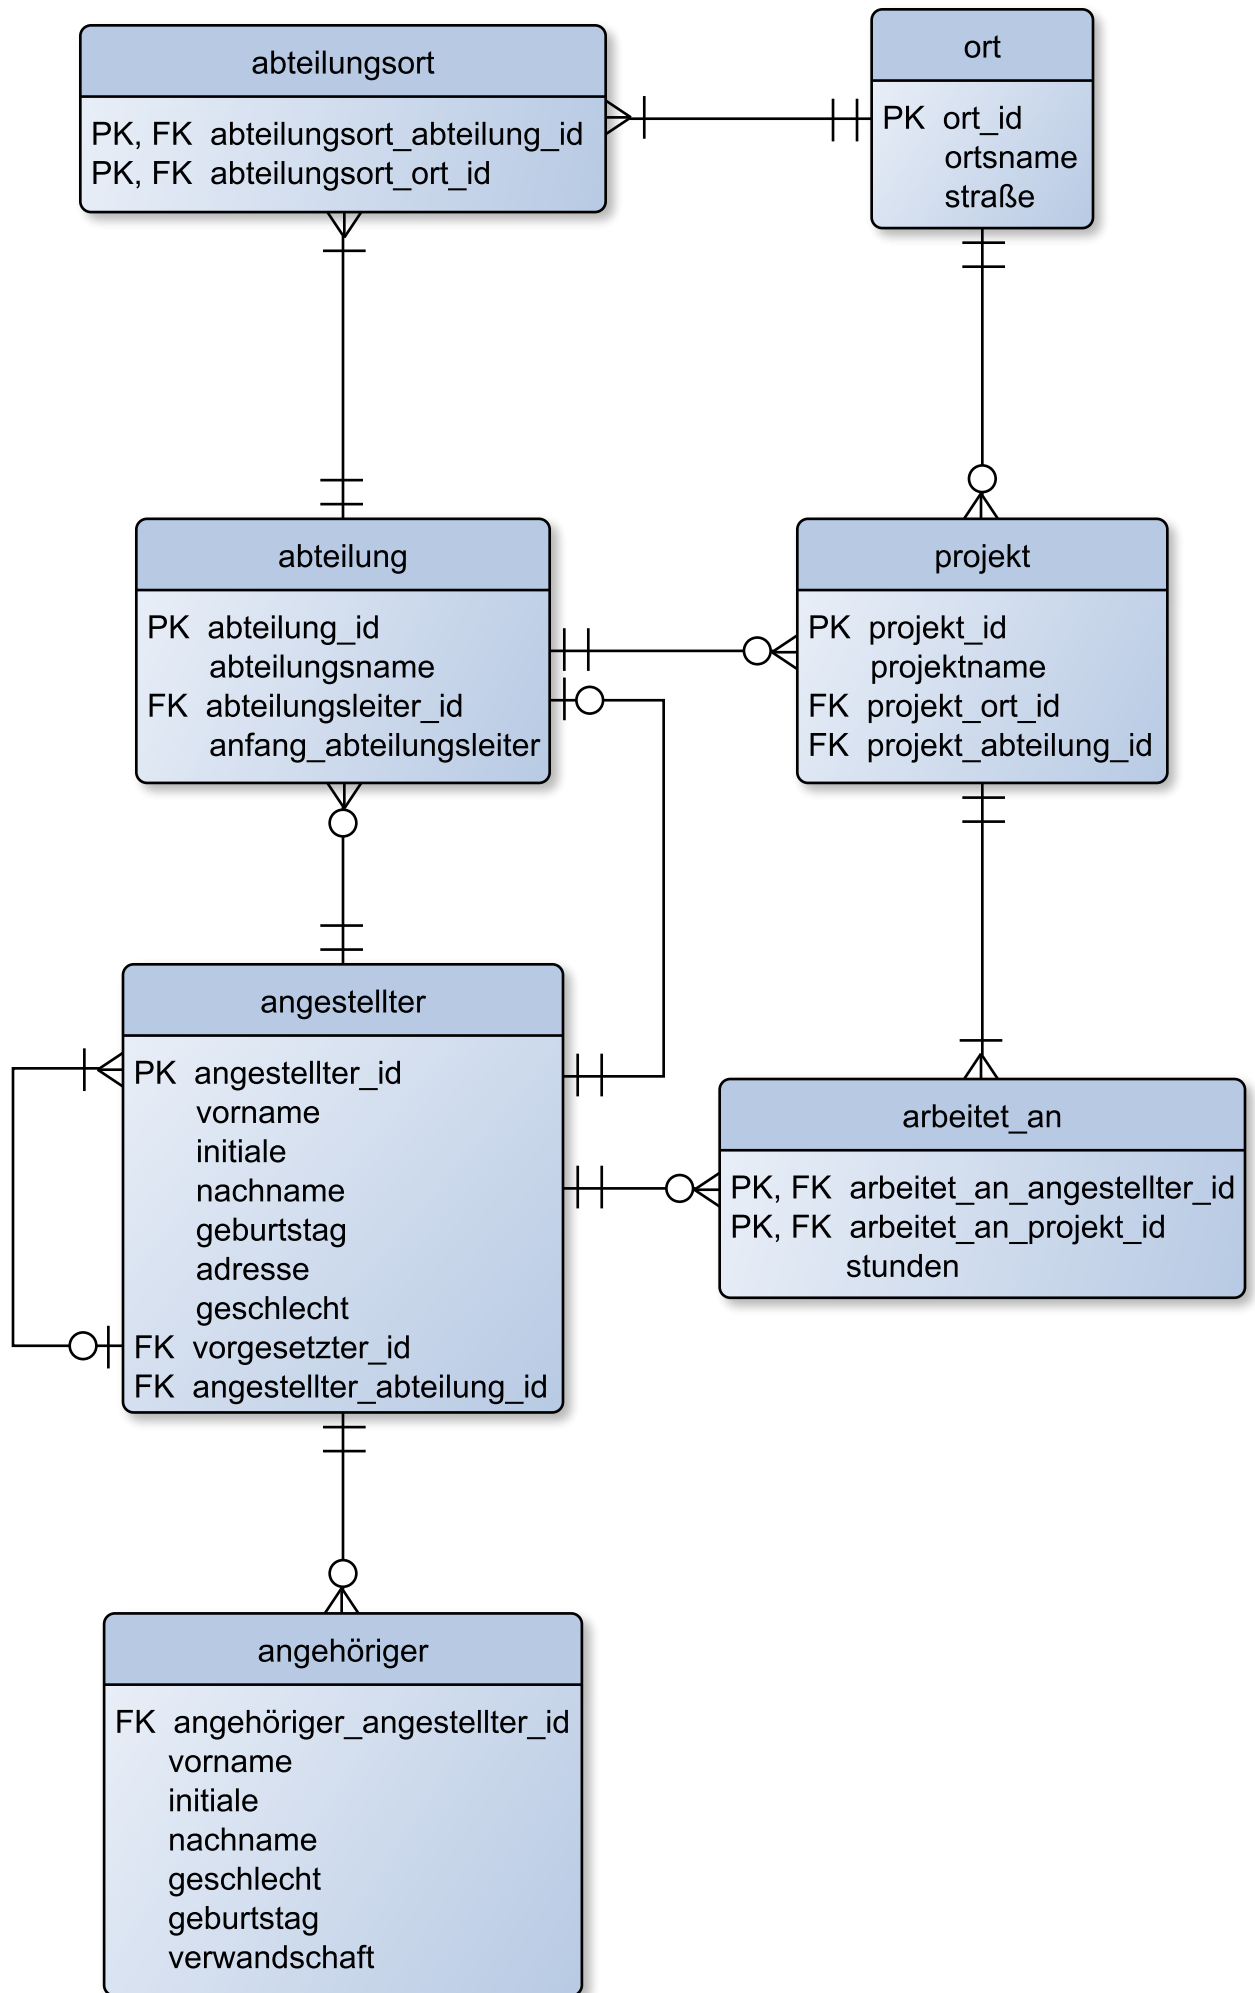 abteilungsort
PK, FK abteilungsort_abteilung_id
PK, FK abteilungsort_ort_id
ort
PK ort_id
ortsname
straße
abteilung
PK abteilung_id
abteilungsname
FK abteilungsleiter_id
anfang_abteilungsleiter
projekt
PK projekt_id
projektname
FK projekt_ort_id
FK projekt_abteilung_id
angestellter
PK angestellter_id
vorname
initiale
nachname
geburtstag
adresse
geschlecht
FK vorgesetzter_id
FK angestellter_abteilung_id
arbeitet_an
PK, FK arbeitet_an_angestellter_id
PK, FK arbeitet_an_projekt_id
stunden
angehöriger
FK angehöriger_angestellter_id
vorname
initiale
nachname
geschlecht
geburtstag
verwandschaft